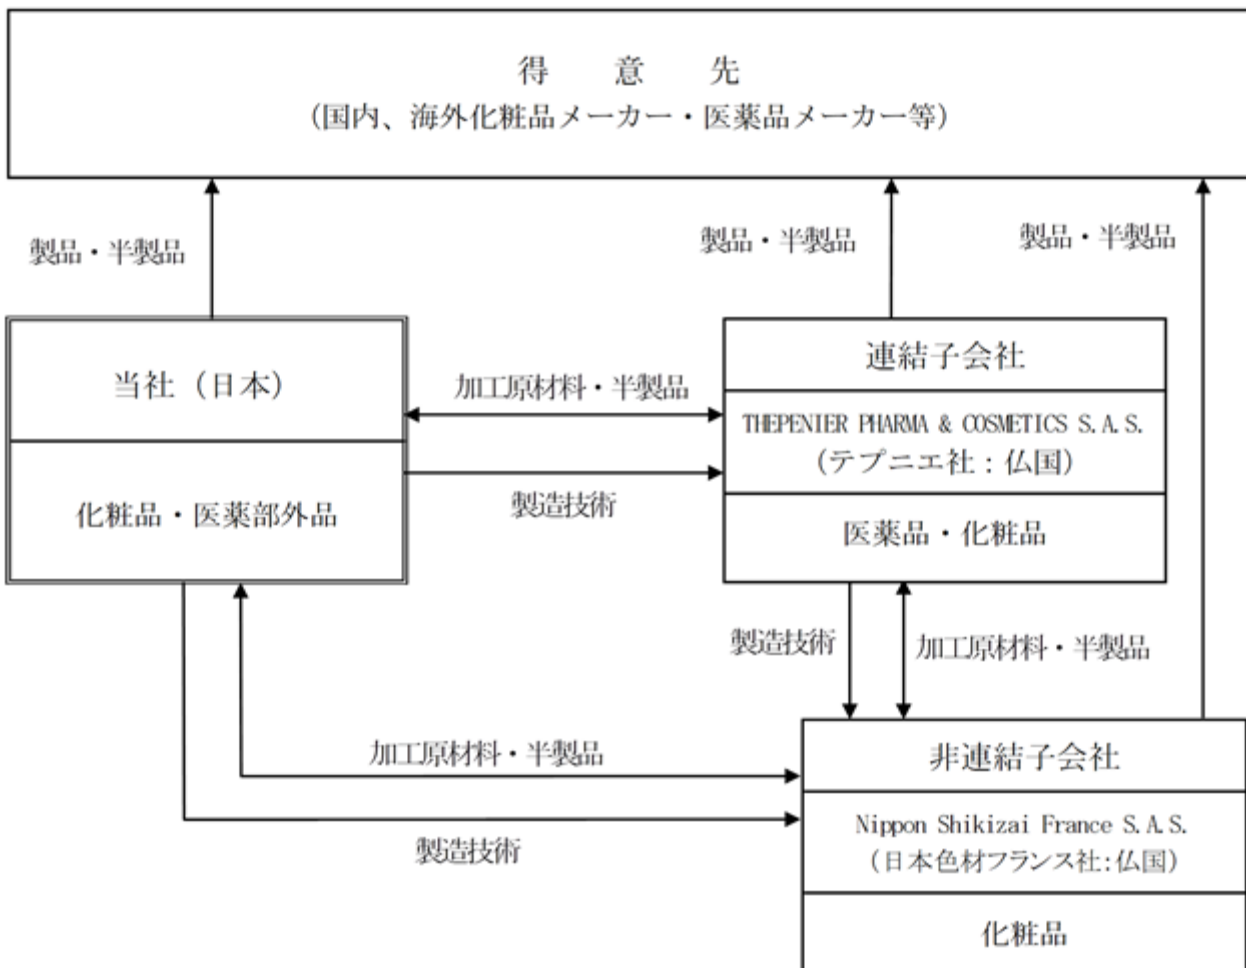 得 意 先
(国内、海外化粧品メーカー・医薬品メーカー等)
製品・半製品
製品・半製品
製品・半製品
当社(日本)
化粧品・医薬部外品
加工原材料・半製品
製造技術
連結子会社
THEPENIER PHARMA & COSMETICS S.A.S.
(テプニエ社:仏国)
医薬品・化粧品
製造技術
加工原材料・半製品
加工原材料・半製品
製造技術
非連結子会社
Nippon Shikizai France S.A.S.
(日本色材フランス社:仏国)
化粧品